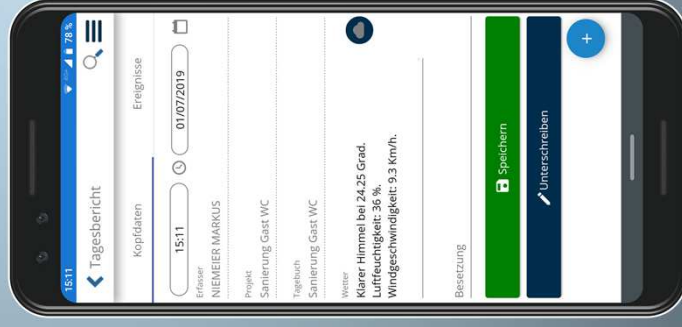 15:11 78 %
Tagesbericht
Kopfdaten Ereignisse
15:11 01/07/2019
Erfasser
NIEMEIER MARKUS
Projekt
Sanierung Gast WC
Tagebuch
Sanierung Gast WC
Wetter
Klarer Himmel bei 24.25 Grad.
Luftfeuchtigkeit: 36 %.
Windgeschwindigkeit: 9.3 Km/h.
Besetzung
Speichern
Unterschreiben
+